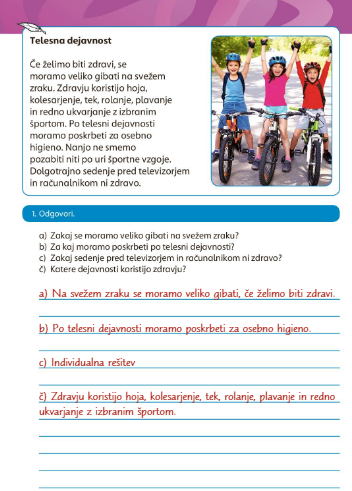 Telesna dejavnost
Če želimo biti zdravi, se
moramo veliko gibati na svežem
zraku. Zdravju koristijo hoja,
kolesarjenje, tek, rolanje, plavanje
in redno ukvarjanje z izbranim
športom. Po telesni dejavnosti
moramo poskrbeti za osebno
higieno. Nanjo ne smemo
pozabiti niti po uri športne vzgoje.
Dolgotrajno sedenje pred televizorjem
in računalnikom ni zdravo.
1. Odgovori.
a) Zakaj se moramo veliko gibati na svežem zraku?
b) Za kaj moramo poskrbeti po telesni dejavnosti?
c) Zakaj sedenje pred televizorjem in računalnikom ni zdravo?
č) Katere dejavnosti koristijo zdravju?
a) Na svežem zraku se moramo veliko gibati, če želimo biti zdravi.
b) Po telesni dejavnosti moramo poskrbeti za osebno higieno.
c) Individualna rešitev
č) Zdravju koristijo hoja, kolesarjenje, tek, rolanje, plavanje in redno
ukvarjanje z izbranim športom.